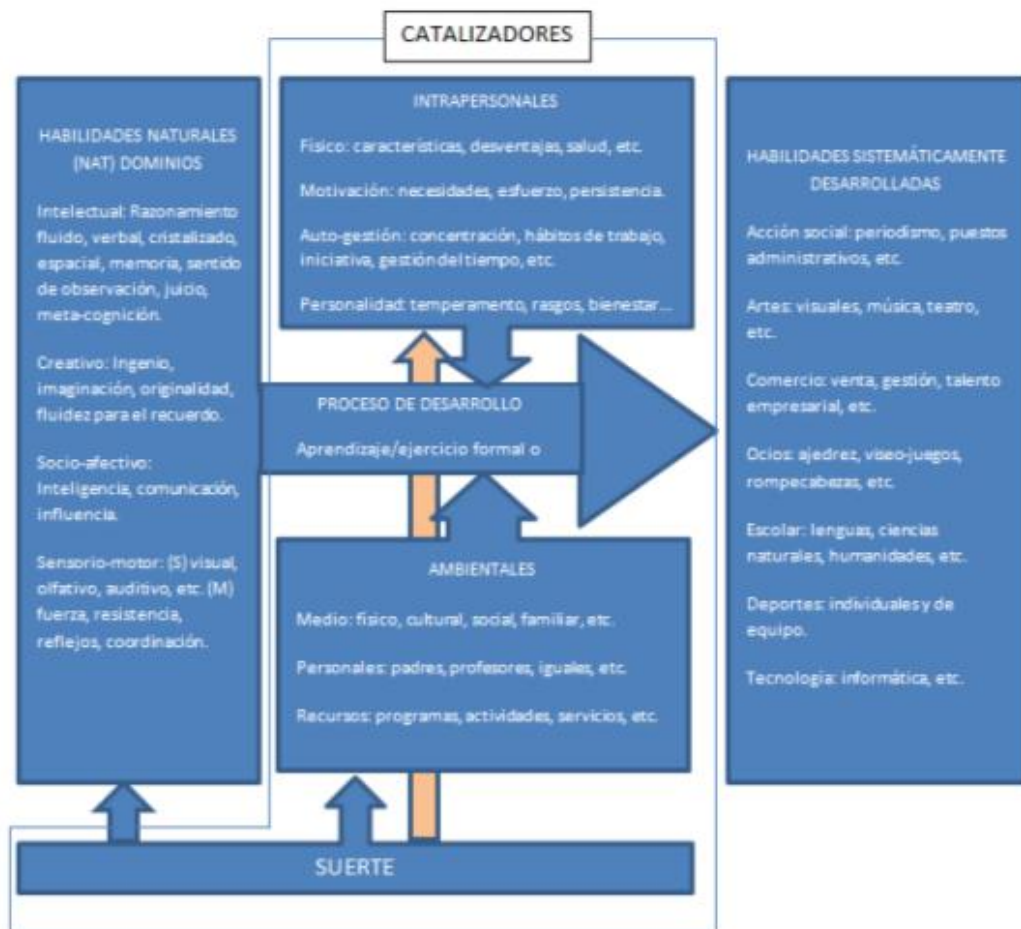 CATALIZADORES
HABILIDADES NATURALES
(NAT) DOMINIOS
Intelectual: Razonamiento
fluido, verbal, cristalizado,
espacial, memoria, sentido
de observación, juicio,
meta-cognición.
Creativo: Ingenio,
imaginación, originalidad,
fluidez para el recuerdo.
Socio-afectivo:
Inteligencia, comunicación,
influencia.
Sensorio-motor: (S) visual,
olfativo, auditivo, etc. (M)
fuerza, resistencia,
reflejos, coordinación.
INTRAPERSONALES
Físico: características, desventajas, salud, etc.
Motivación: necesidades, esfuerzo, persistencia.
Auto-gestión: concentración, hábitos de trabajo,
iniciativa, gestión del tiempo, etc.
Personalidad: temperamento, rasgos, bienestar...
PROCESO DE DESARROLLO
Aprendizaje/ejercicio formal o
AMBIENTALES
Medio: físico, cultural, social, familiar, etc.
Personales: padres, profesores, iguales, etc.
Recursos: programas, actividades, servicios, etc.
HABILIDADES SISTEMÁTICAMENTE
DESARROLLADAS
Acción social: periodismo, puestos
administrativos, etc.
Artes: visuales, música, teatro,
etc.
Comercio: venta, gestión, talento
empresarial, etc.
Ocios: ajedrez, viseo-juegos,
rompecabezas, etc.
Escolar: lenguas, ciencias
naturales, humanidades, etc.
Deportes: individuales y de
equipo.
Tecnología: informática, etc.
SUERTE